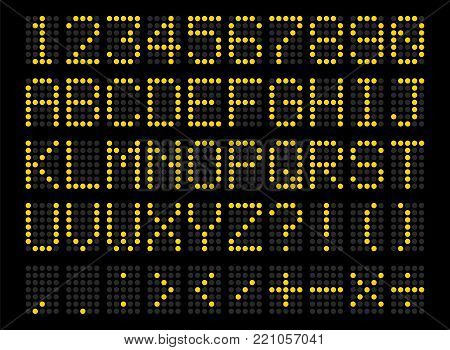 1234567890
ABCDEFGHIJ
KLMNOPQRST
UVWXYZ?!()
,.:></+-×÷